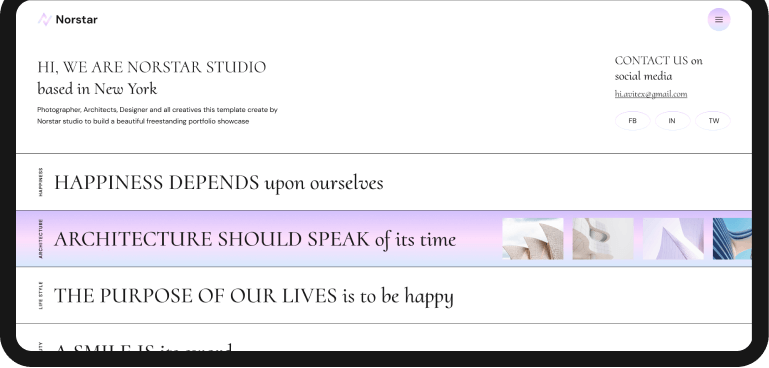 Norstar
HI, WE ARE NORSTAR STUDIO
based in New York
Photographer, Architects, Designer and all creatives this template create by
Norstar studio to build a beautiful freestanding portfolio showcase
CONTACT US on
social media
hi.avitex@gmail.com
FB IN TW
HAPPINESS
HAPPINESS DEPENDS upon ourselves
ARCHITECTURE
ARCHITECTURE SHOULD SPEAK of its time
LIFE STYLE
THE PURPOSE OF OUR LIVES is to be happy
A SMILE IS